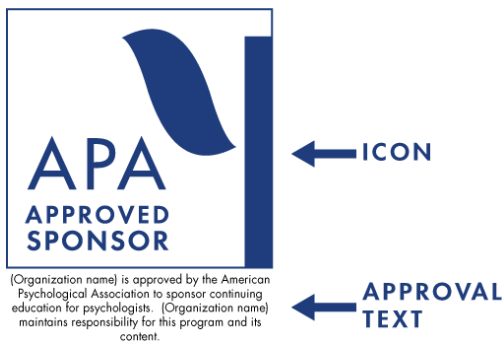 APA
APPROVED
SPONSOR
ICON
(Organization name) is approved by the American
Psychological Association to sponsor continuing
education for psychologists. (Organization name)
maintains responsibility for this program and its
content.
APPROVAL
TEXT